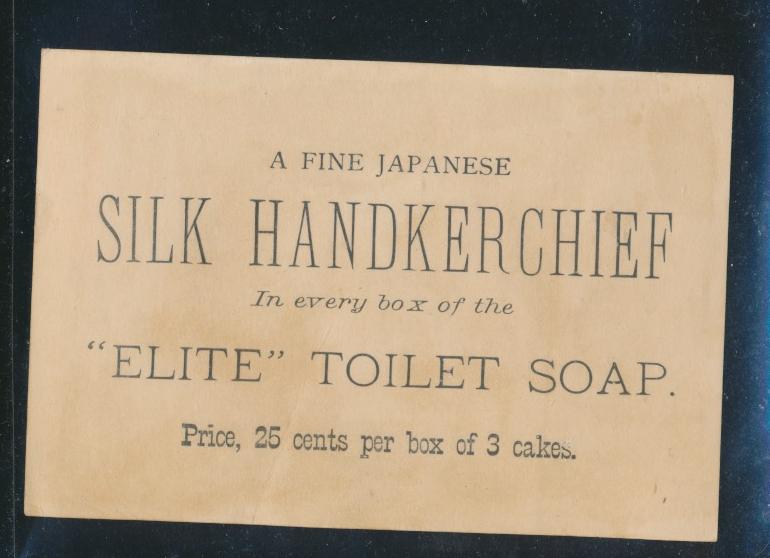 A FINE JAPANESE
SILK HANDKERCHIEF
In every box of the
“ELITE” TOILET SOAP.
Price, 25 cents per box of 3 cakes.